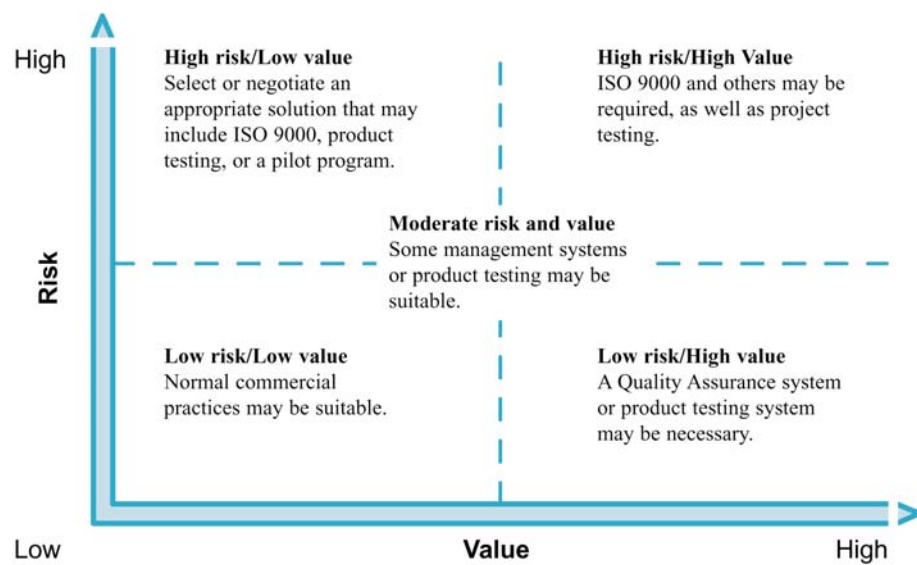 High
High risk/Low value
Select or negotiate an
appropriate solution that may
include ISO 9000, product
testing, or a pilot program.
High risk/High Value
ISO 9000 and others may be
required, as well as project
testing.
Moderate risk and value
Some management systems
or product testing may be
suitable.
Risk
Low risk/Low value
Normal commercial
practices may be suitable.
Low risk/High value
A Quality Assurance system
or product testing system
may be necessary.
Low
Value
High